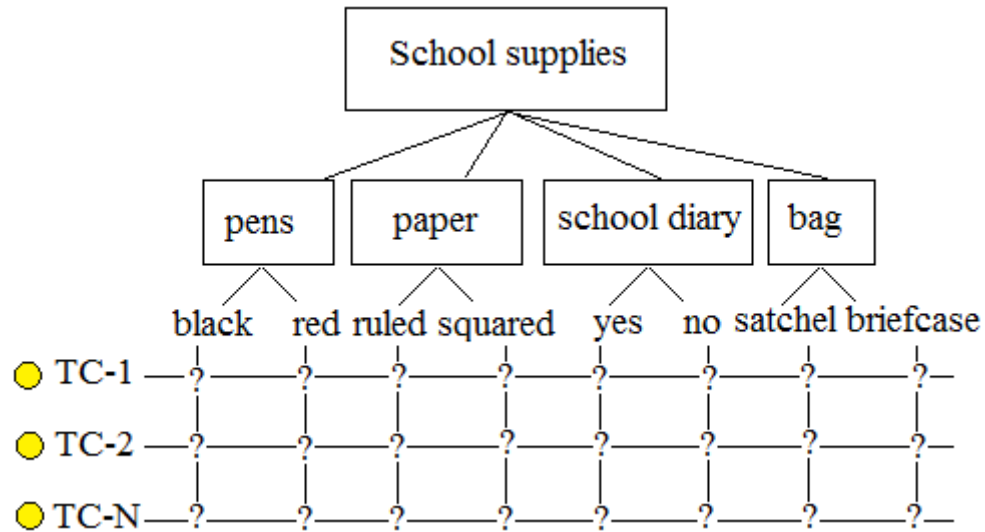 School supplies
pens paper school diary bag
black red ruled squared yes no satchel briefcase
TC-1 ? ? ? ? ? ? ? ?
TC-2 ? ? ? ? ? ? ? ?
TC-N ? ? ? ? ? ? ? ?